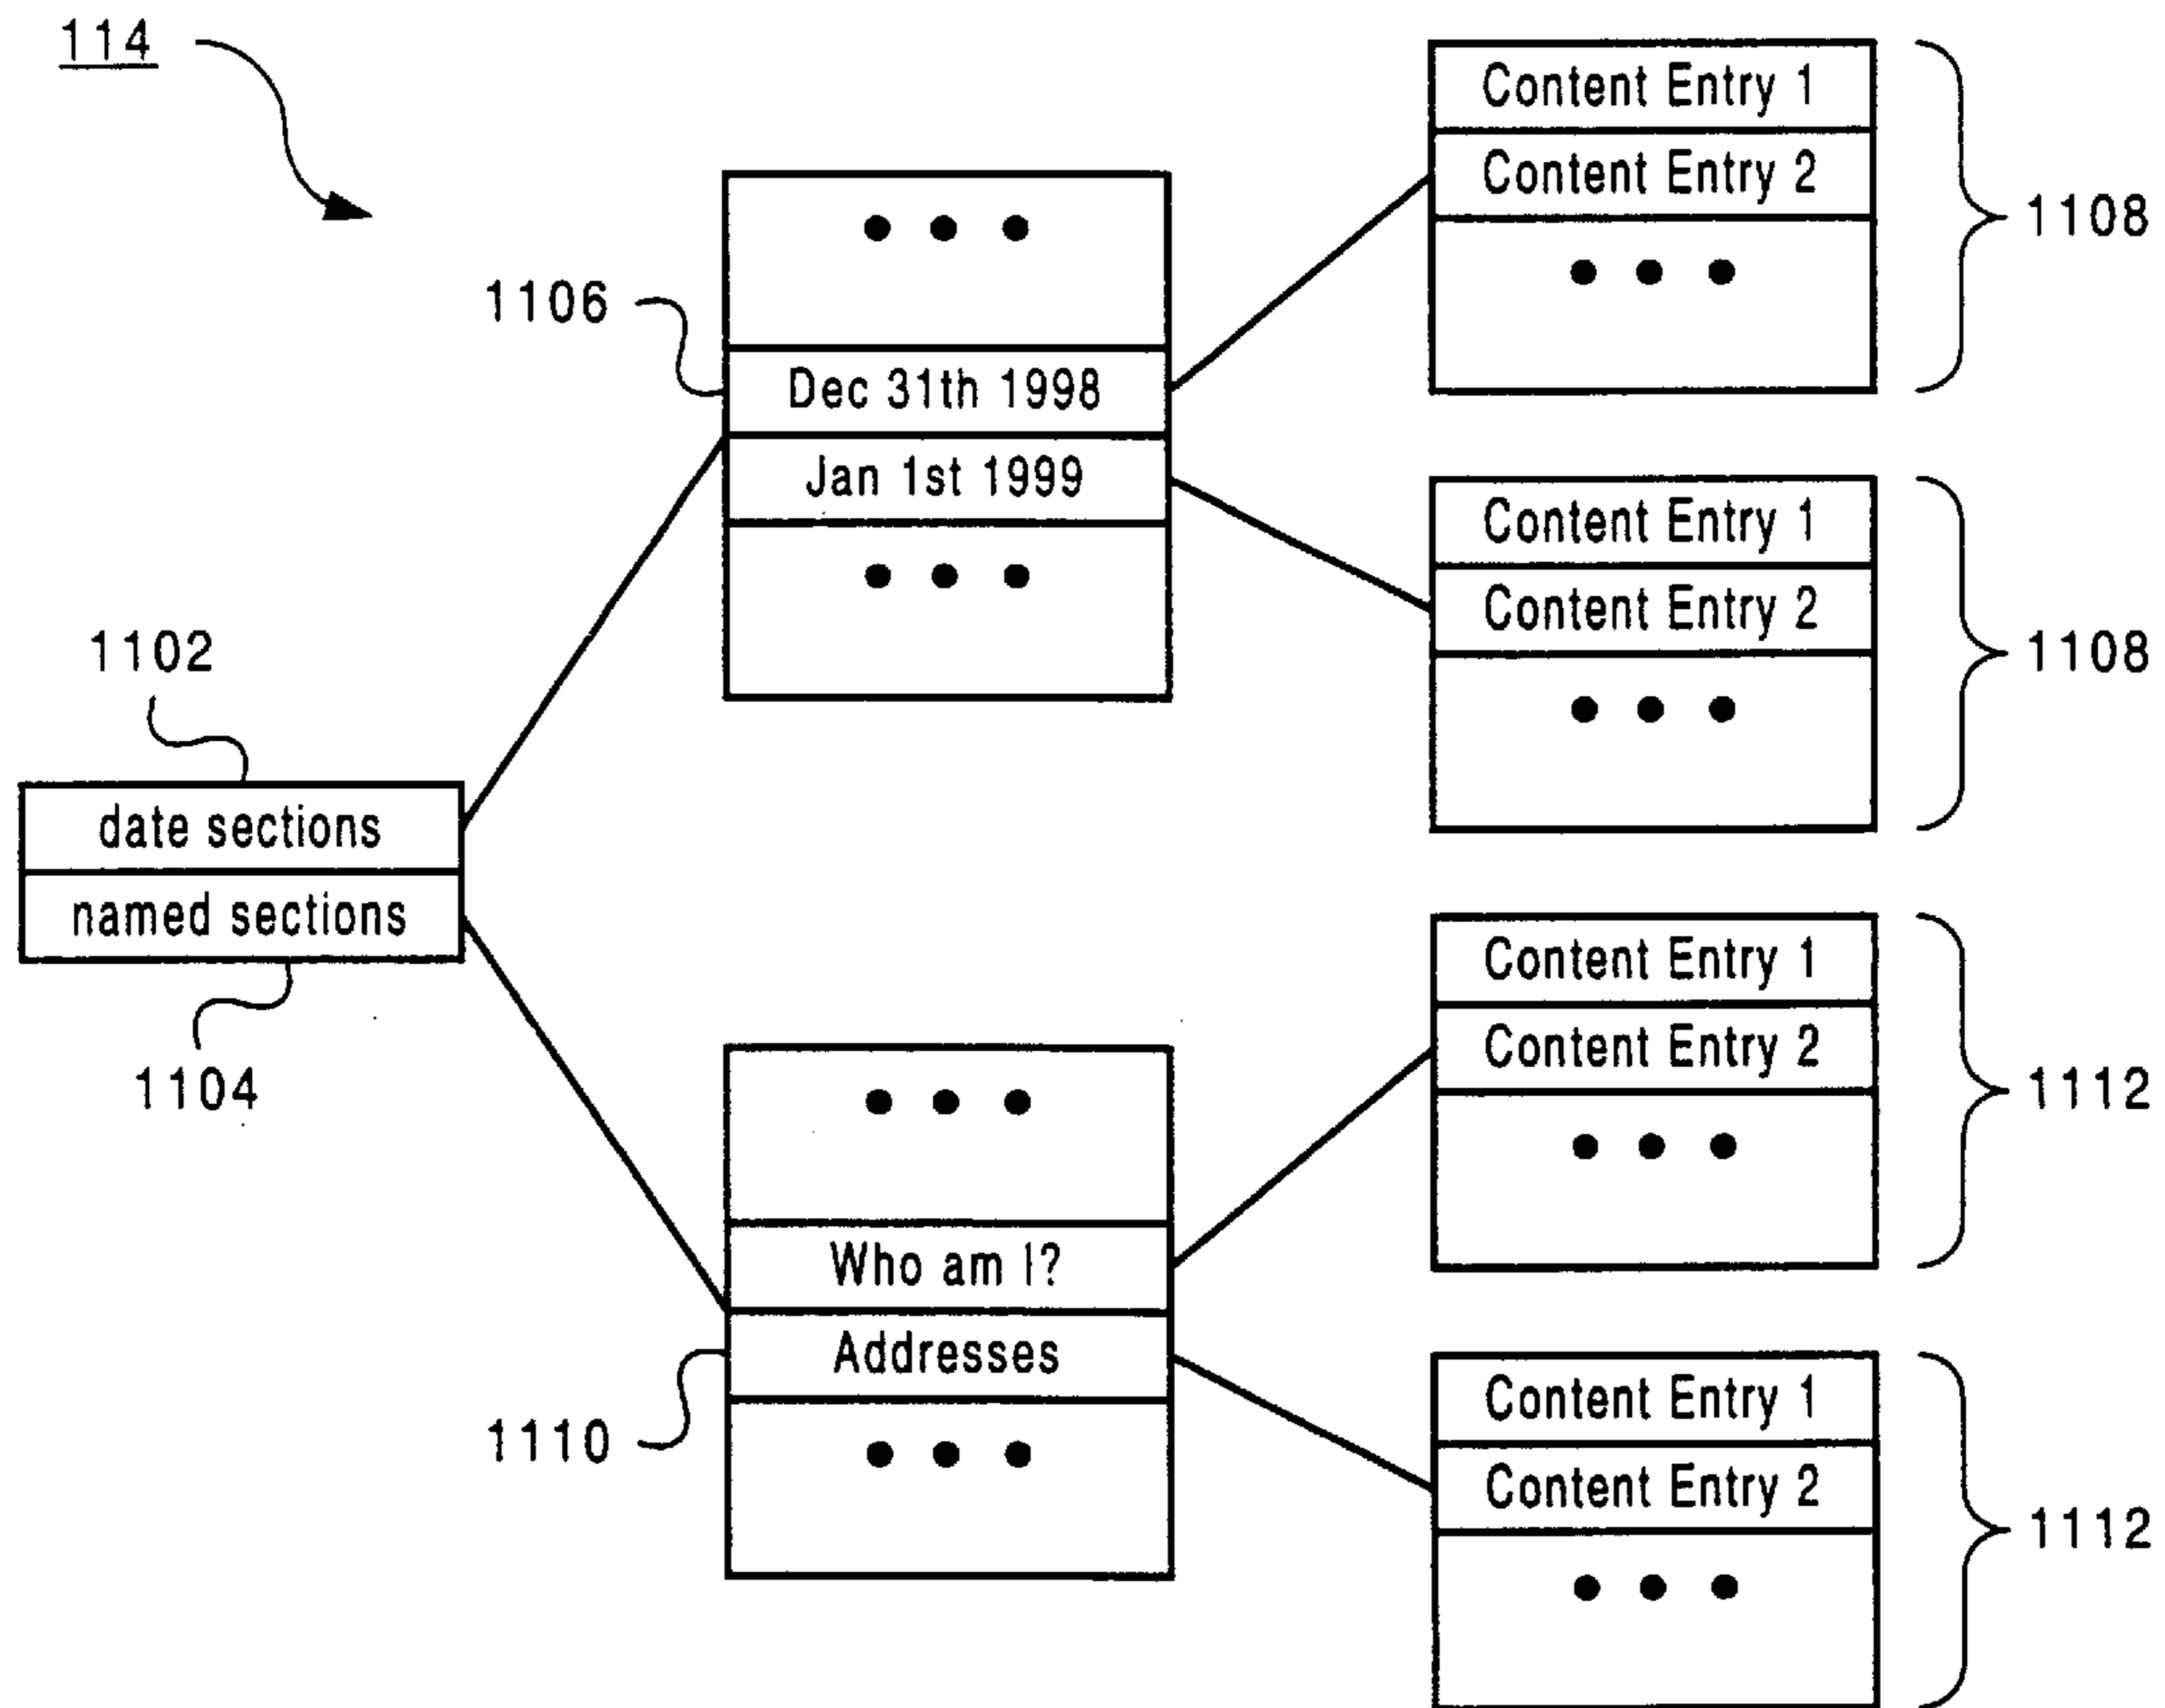 114
Content Entry 1
Content Entry 2
1108
1106
Dec 31th 1998
Jan 1st 1999
Content Entry 1
Content Entry 2
1108
1102
date sections
named sections
1104
Content Entry 1
Content Entry 2
1112
Who am I?
Addresses
1110
Content Entry 1
Content Entry 2
1112